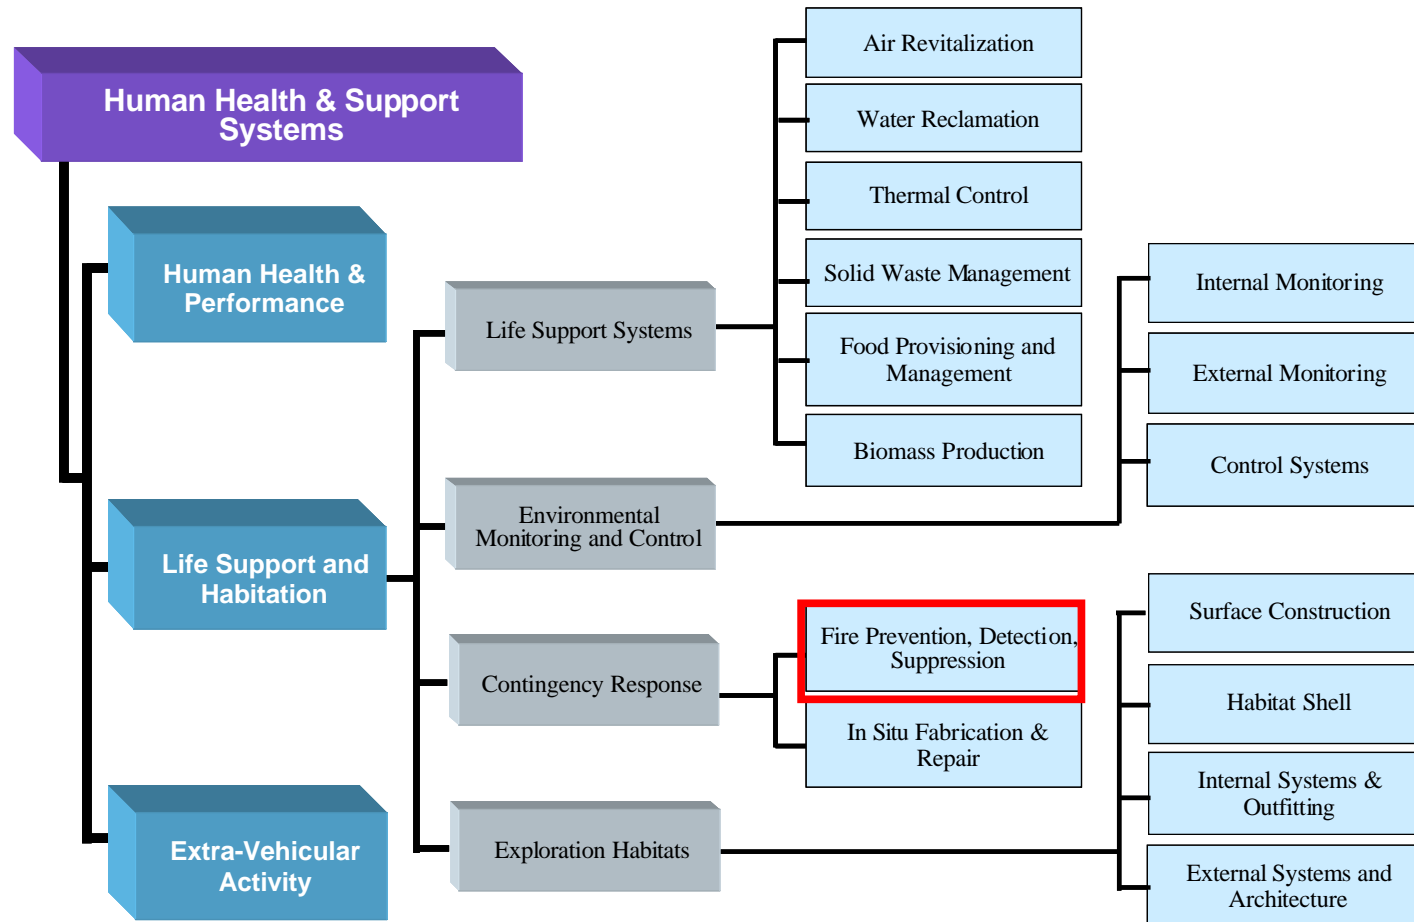 Human Health & Support
Systems
Human Health &
Performance
Life Support and
Habitation
Extra-Vehicular
Activity
Life Support Systems
Environmental
Monitoring and Control
Contingency Response
Exploration Habitats
Air Revitalization
Water Reclamation
Thermal Control
Solid Waste Management
Food Provisioning and
Management
Biomass Production
Fire Prevention, Detection,
Suppression
In Situ Fabrication &
Repair
Internal Monitoring
External Monitoring
Control Systems
Surface Construction
Habitat Shell
Internal Systems &
Outfitting
External Systems and
Architecture